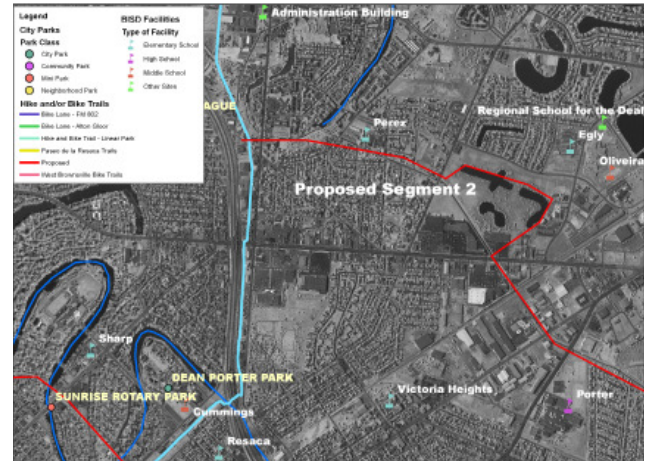 Legend
City Parks
Park Class
City Park
Community Park
Mini Park
Neighborhood Park
Hike and/or Bike Trails
Bike Lane - FM 802
Bike Lane - Alton Gloor
Hike and Bike Trail - Linear Park
Paseo de la Resaca Trails
Proposed
West Brownsville Bike Trails
BISD Facilities
Type of Facility
Elementary School
High School
Middle School
Other Sites
Administration Building
AGUE
Perez
Regional School for the Deaf
Egly
Oliveira
Proposed Segment 2
Sharp
DEAN PORTER PARK
SUNRISE ROTARY PARK
Cummings
Victoria Heights
Porter
Resaca